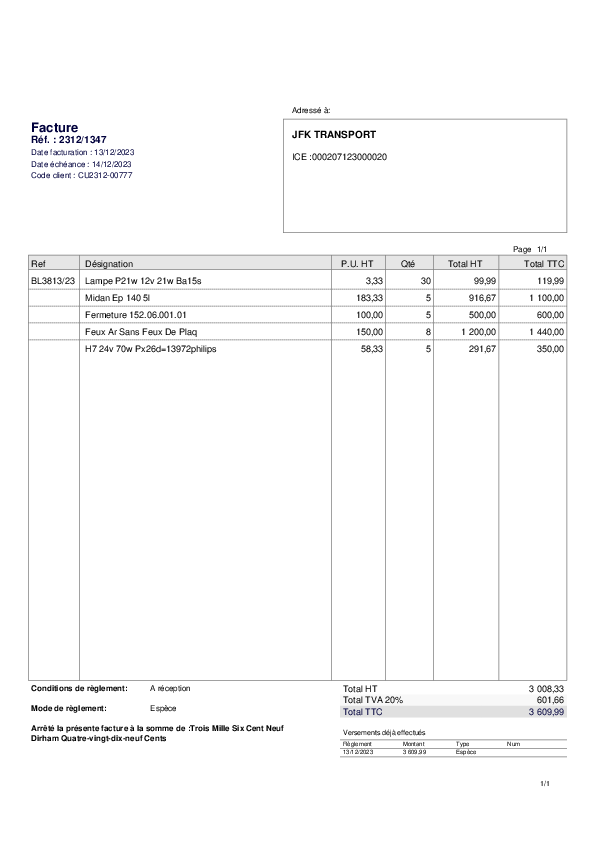 Adressé à:
Facture
Réf. : 2312/1347
Date facturation : 13/12/2023
Date échéance : 14/12/2023
Code client : CU2312-00777
JFK TRANSPORT
ICE :000207123000020
Page 1/1
Ref Désignation P.U. HT Qté Total HT Total TTC
BL3813/23 Lampe P21w 12v 21w Ba15s 3,33 30 99,99 119,99
Midan Ep 140 5l 183,33 5 916,67 1 100,00
Fermeture 152.06.001.01 100,00 5 500,00 600,00
Feux Ar Sans Feux De Plaq 150,00 8 1 200,00 1 440,00
H7 24v 70w Px26d=13972philips 58,33 5 291,67 350,00
Conditions de règlement: A réception
Mode de règlement: Espèce
Arrêté la présente facture à la somme de :Trois Mille Six Cent Neuf
Dirham Quatre-vingt-dix-neuf Cents
Total HT 3 008,33
Total TVA 20% 601,66
Total TTC 3 609,99
Versements déjà effectués
Règlement Montant Type Num
13/12/2023 3 609,99 Espèce
1/1